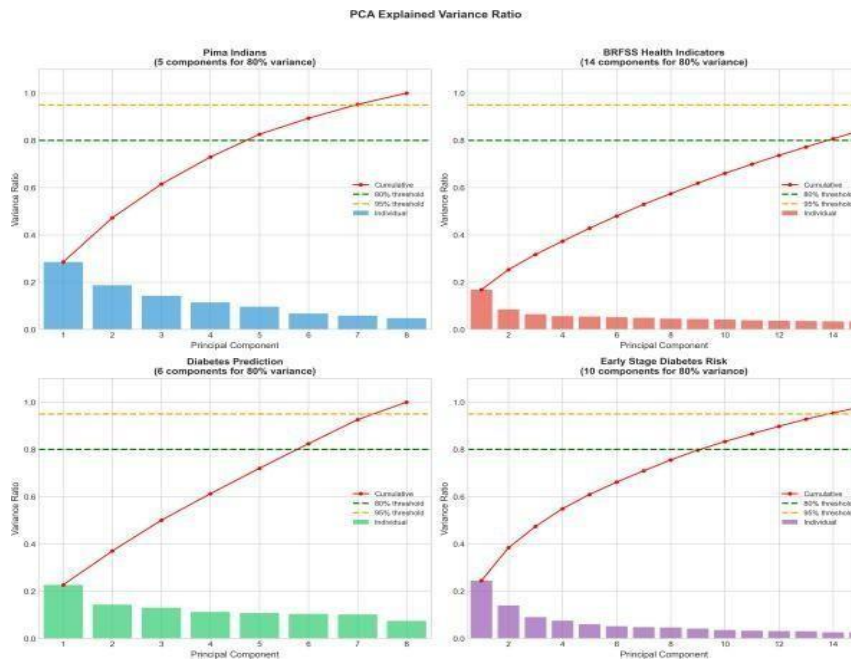 PCA Explained Variance Ratio
Pima Indians
(5 components for 80% variance)
1.0
0.8
0.6
0.4
0.2
0.0
Variance Ratio
Cumulative
80% threshold
95% threshold
Individual
1 2 3 4 5 6 7 8
Principal Component
BRFSS Health Indicators
(14 components for 80% variance)
1.0
0.8
0.6
0.4
0.2
0.0
Variance Ratio
Cumulative
80% threshold
95% threshold
Individual
2 4 6 8 10 12 14
Principal Component
Diabetes Prediction
(6 components for 80% variance)
1.0
0.8
0.6
0.4
0.2
0.0
Variance Ratio
Cumulative
80% threshold
95% threshold
Individual
1 2 3 4 5 6 7 8
Principal Component
Early Stage Diabetes Risk
(10 components for 80% variance)
1.0
0.8
0.6
0.4
0.2
0.0
Variance Ratio
Cumulative
80% threshold
95% threshold
Individual
2 4 6 8 10 12 14
Principal Component